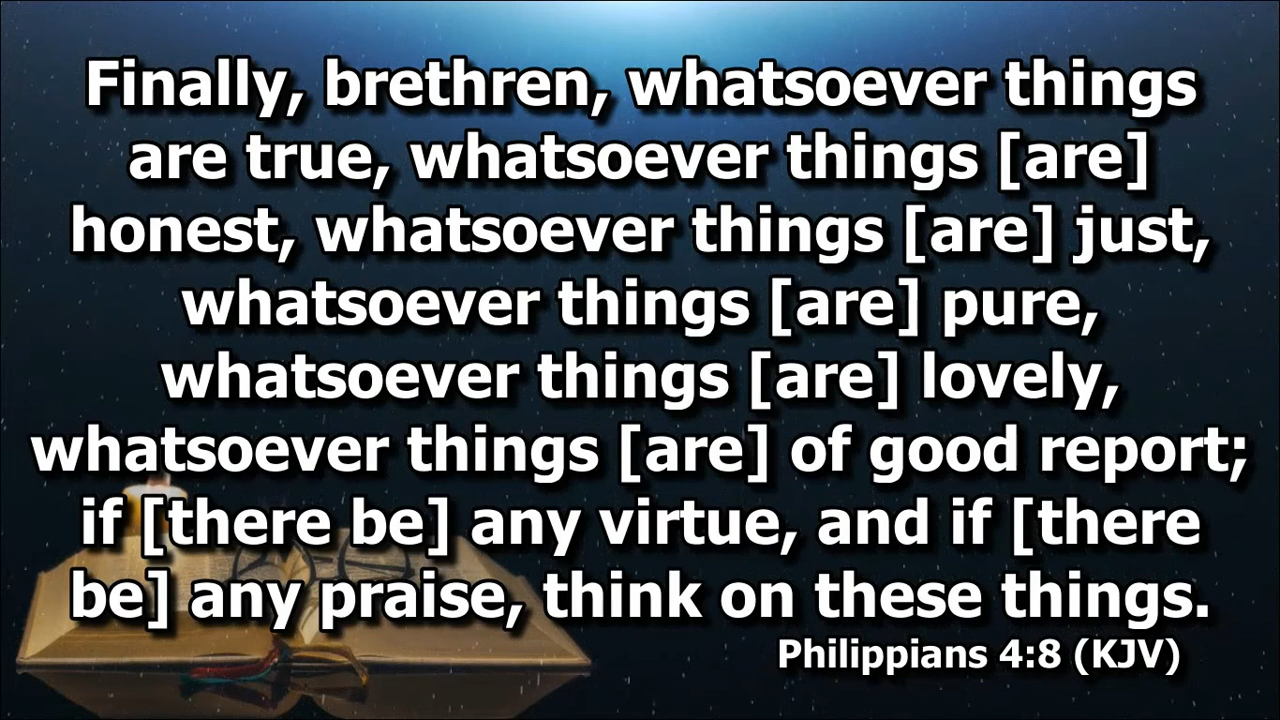 Finally, brethren, whatsoever things
are true, whatsoever things [are]
honest, whatsoever things [are] just,
whatsoever things [are] pure,
whatsoever things [are] lovely,
whatsoever things [are] of good report;
if [there be] any virtue, and if [there
be] any praise, think on these things.
Philippians 4:8 (KJV)